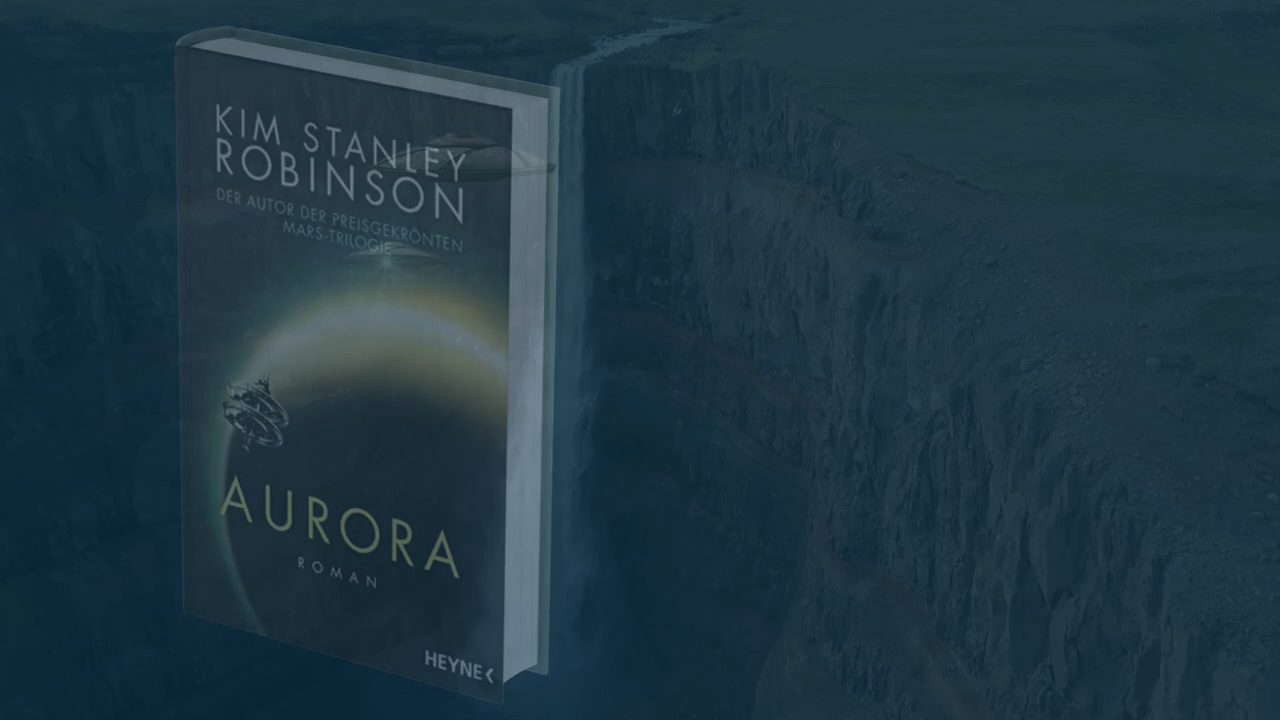 KIM STANLEY
ROBINSON
DER AUTOR DER PREISGEKRÖNTEN
MARS-TRILOGIE
AURORA
ROMAN
HEYNE‹